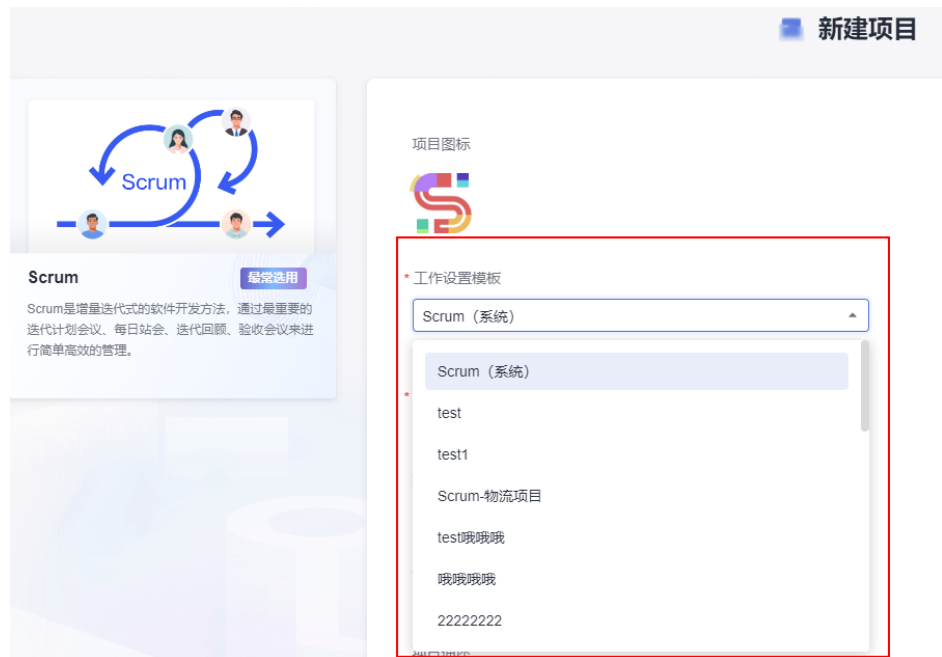 新建项目
Scrum
Scrum
最常选用
Scrum是增量迭代式的软件开发方法，通过最重要的
迭代计划会议、每日站会、迭代回顾、验收会议来进
行简单高效的管理。
项目图标
* 工作设置模板
Scrum（系统）
Scrum（系统）
*
test
test1
Scrum-物流项目
test哦哦哦
哦哦哦哦
22222222